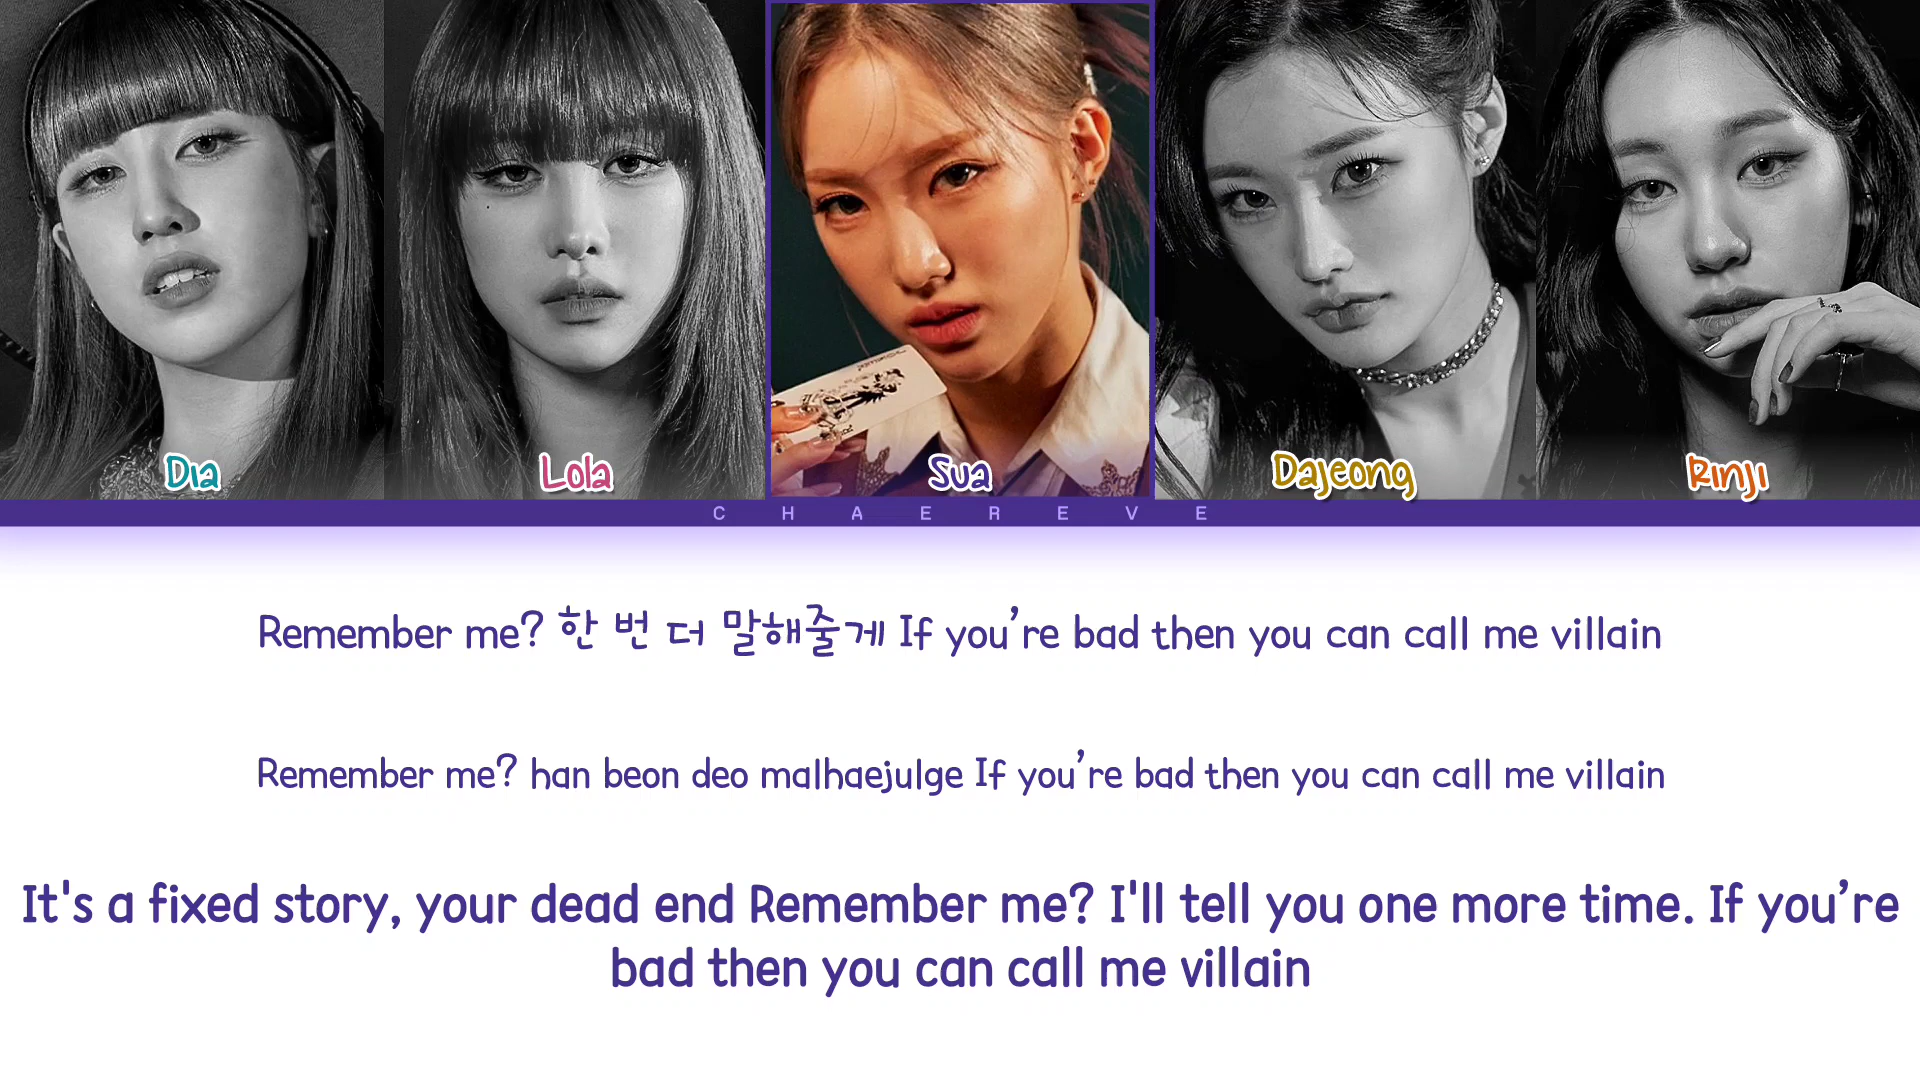 Dia
Lola
Sua
Dajeong
Rinji
CHAEREVE
Remember me? 한 번 더 말해줄게 If you’re bad then you can call me villain
Remember me? han beon deo malhaejulge If you’re bad then you can call me villain
It's a fixed story, your dead end Remember me? I'll tell you one more time. If you’re
bad then you can call me villain